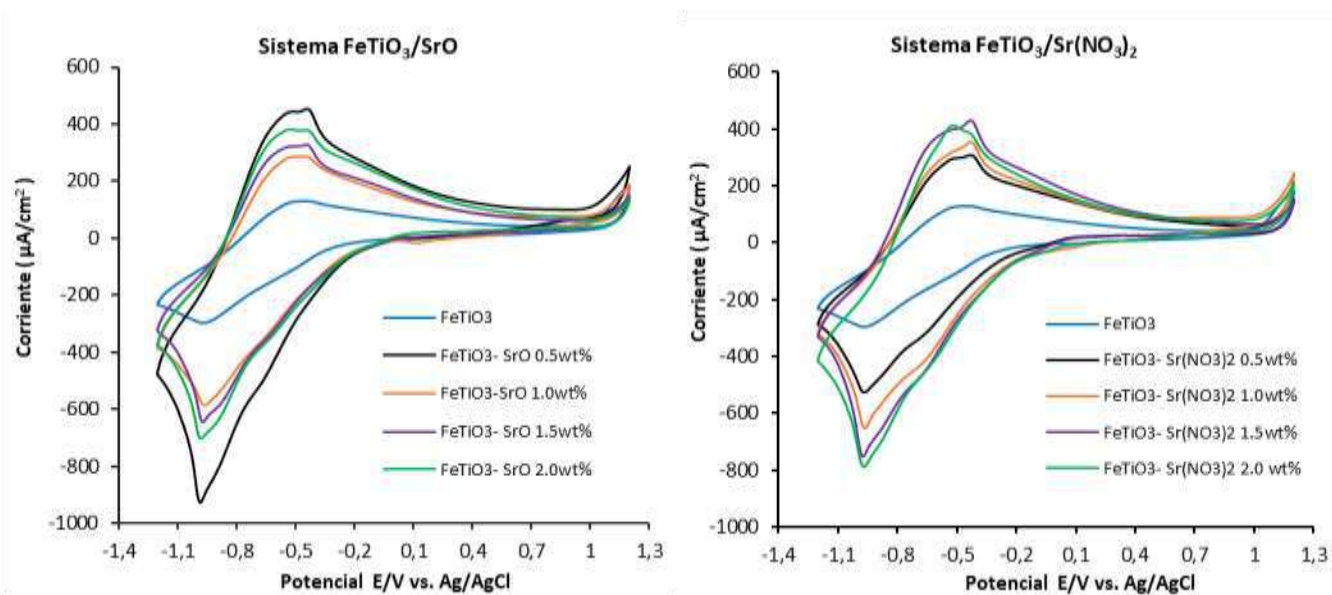 Sistema FeTiO₃/SrO
600
400
200
0
-200
-400
-600
-800
-1000
Corriente ( µA/cm² )
FeTiO3
FeTiO3- SrO 0.5wt%
FeTiO3-SrO 1.0wt%
FeTiO3- SrO 1.5wt%
FeTiO3- SrO 2.0wt%
-1,4 -1,1 -0,8 -0,5 -0,2 0,1 0,4 0,7 1 1,3
Potencial E/V vs. Ag/AgCl
Sistema FeTiO₃/Sr(NO₃)₂
600
400
200
0
-200
-400
-600
-800
-1000
Corriente ( µA/cm² )
FeTiO3
FeTiO3- Sr(NO3)2 0.5wt%
FeTiO3- Sr(NO3)2 1.0wt%
FeTiO3- Sr(NO3)2 1.5wt%
FeTiO3- Sr(NO3)2 2.0 wt%
-1,4 -1,1 -0,8 -0,5 -0,2 0,1 0,4 0,7 1 1,3
Potencial E/V vs. Ag/AgCl